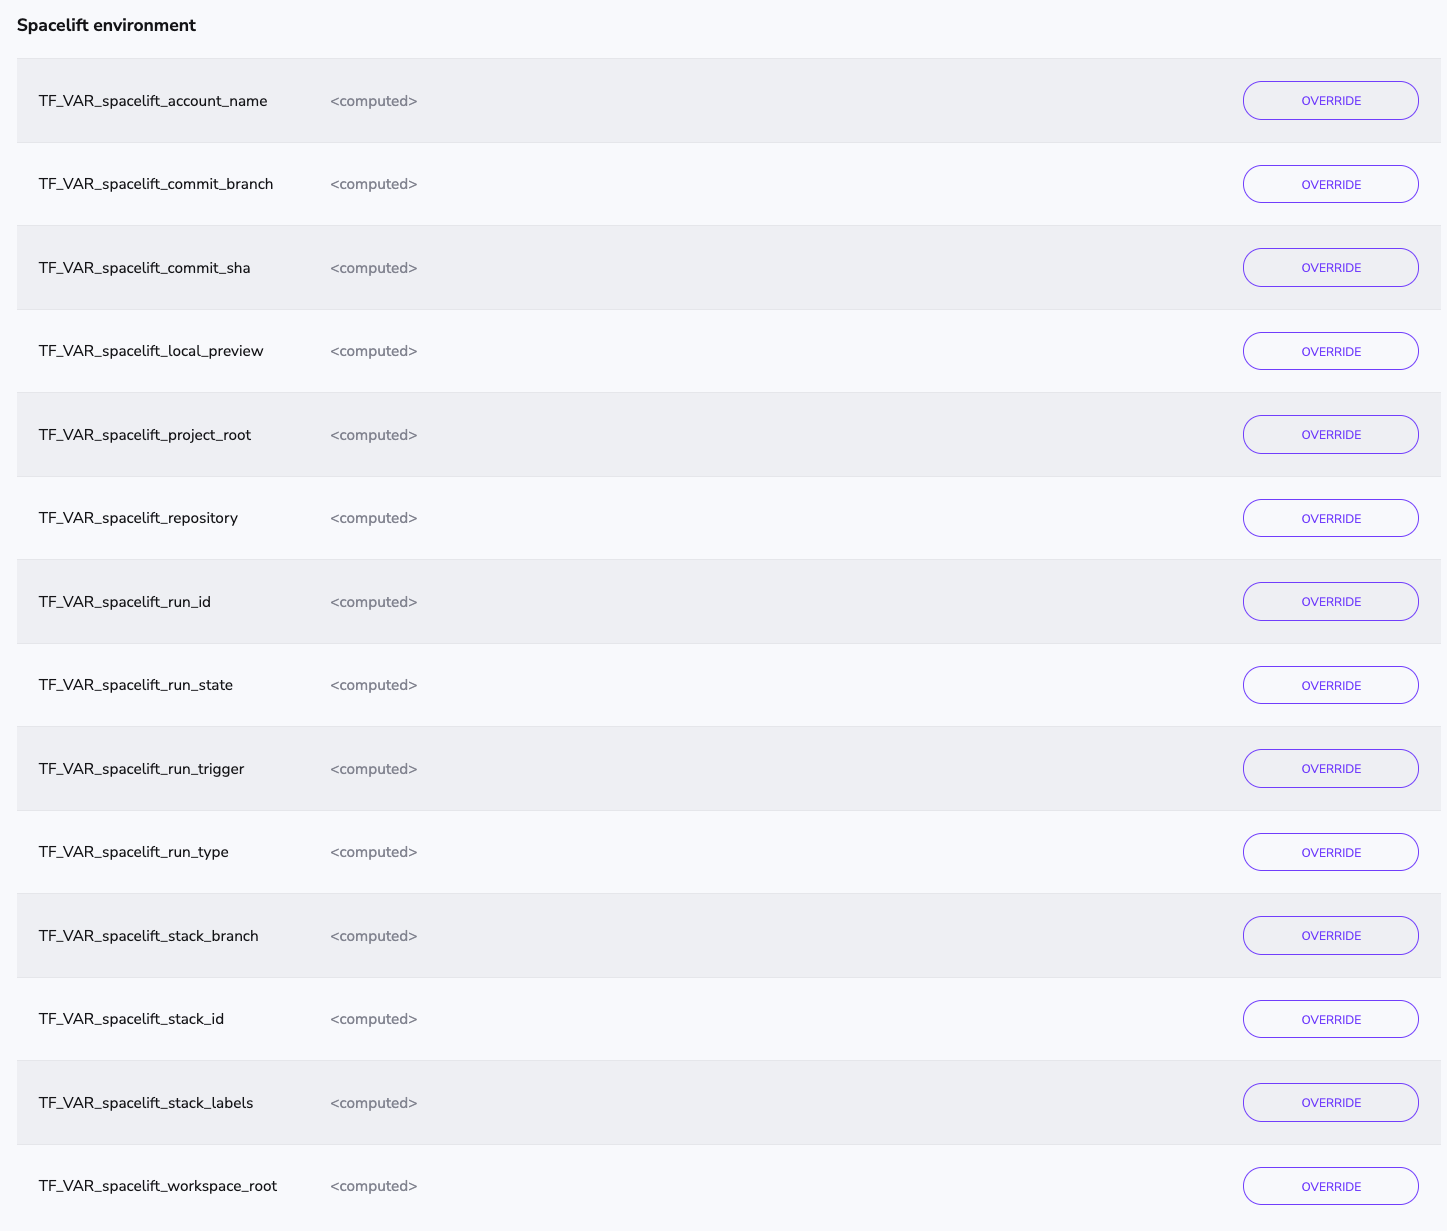 Spacelift environment
TF_VAR_spacelift_account_name <computed> OVERRIDE
TF_VAR_spacelift_commit_branch <computed> OVERRIDE
TF_VAR_spacelift_commit_sha <computed> OVERRIDE
TF_VAR_spacelift_local_preview <computed> OVERRIDE
TF_VAR_spacelift_project_root <computed> OVERRIDE
TF_VAR_spacelift_repository <computed> OVERRIDE
TF_VAR_spacelift_run_id <computed> OVERRIDE
TF_VAR_spacelift_run_state <computed> OVERRIDE
TF_VAR_spacelift_run_trigger <computed> OVERRIDE
TF_VAR_spacelift_run_type <computed> OVERRIDE
TF_VAR_spacelift_stack_branch <computed> OVERRIDE
TF_VAR_spacelift_stack_id <computed> OVERRIDE
TF_VAR_spacelift_stack_labels <computed> OVERRIDE
TF_VAR_spacelift_workspace_root <computed> OVERRIDE